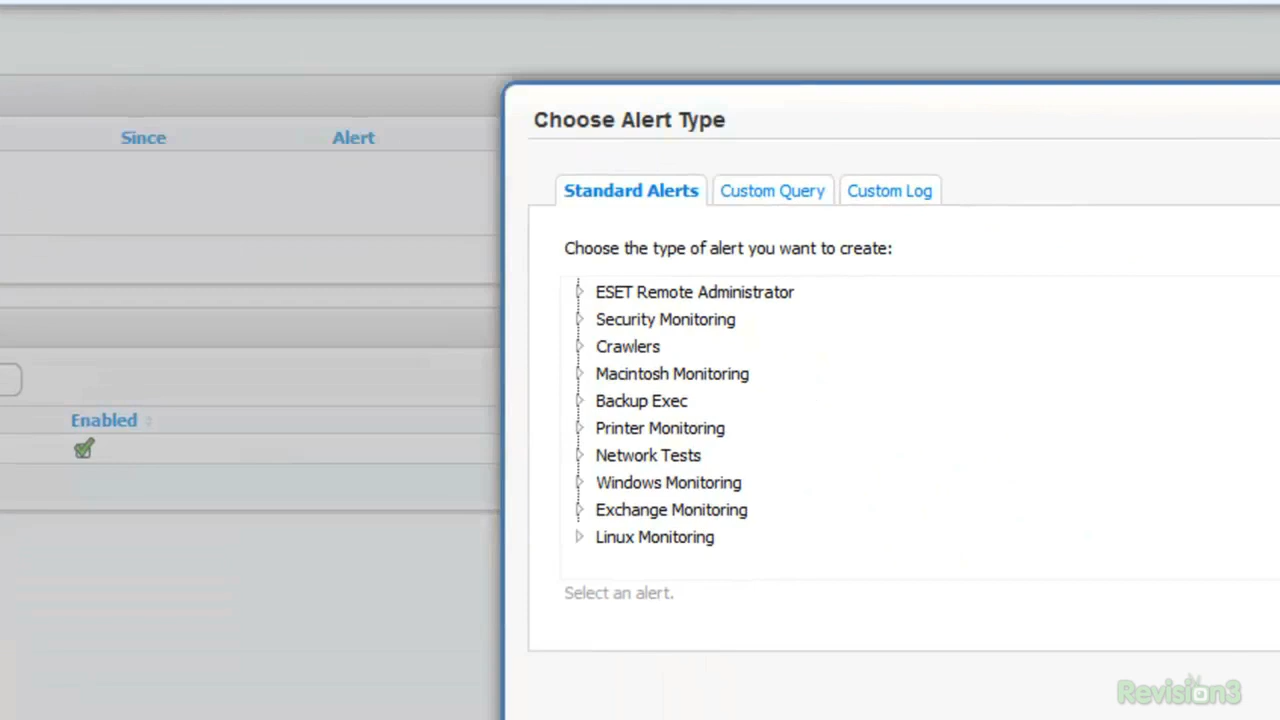 Since Alert
Enabled
Choose Alert Type
Standard Alerts Custom Query Custom Log
Choose the type of alert you want to create:
ESET Remote Administrator
Security Monitoring
Crawlers
Macintosh Monitoring
Backup Exec
Printer Monitoring
Network Tests
Windows Monitoring
Exchange Monitoring
Linux Monitoring
Select an alert.
Revision3